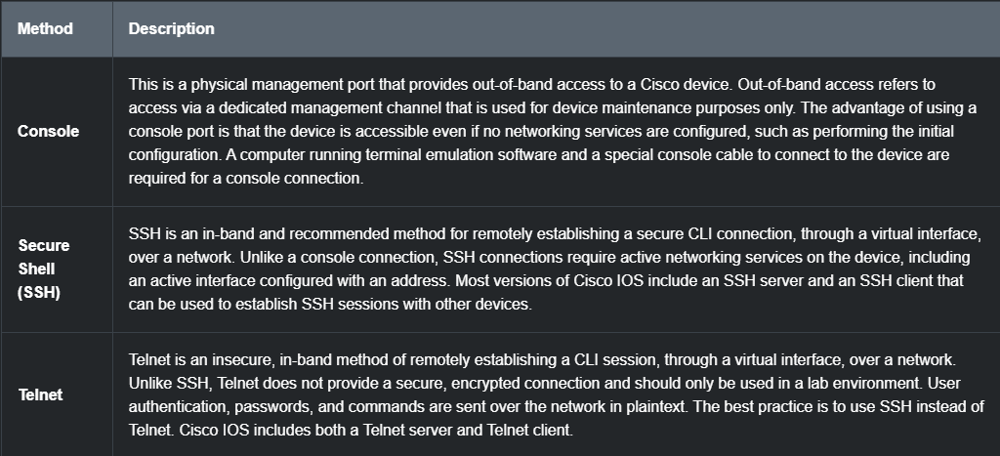 Method Description
Console
This is a physical management port that provides out-of-band access to a Cisco device. Out-of-band access refers to
access via a dedicated management channel that is used for device maintenance purposes only. The advantage of using a
console port is that the device is accessible even if no networking services are configured, such as performing the initial
configuration. A computer running terminal emulation software and a special console cable to connect to the device are
required for a console connection.
Secure
Shell
(SSH)
SSH is an in-band and recommended method for remotely establishing a secure CLI connection, through a virtual interface,
over a network. Unlike a console connection, SSH connections require active networking services on the device, including
an active interface configured with an address. Most versions of Cisco IOS include an SSH server and an SSH client that
can be used to establish SSH sessions with other devices.
Telnet
Telnet is an insecure, in-band method of remotely establishing a CLI session, through a virtual interface, over a network.
Unlike SSH, Telnet does not provide a secure, encrypted connection and should only be used in a lab environment. User
authentication, passwords, and commands are sent over the network in plaintext. The best practice is to use SSH instead of
Telnet. Cisco IOS includes both a Telnet server and Telnet client.